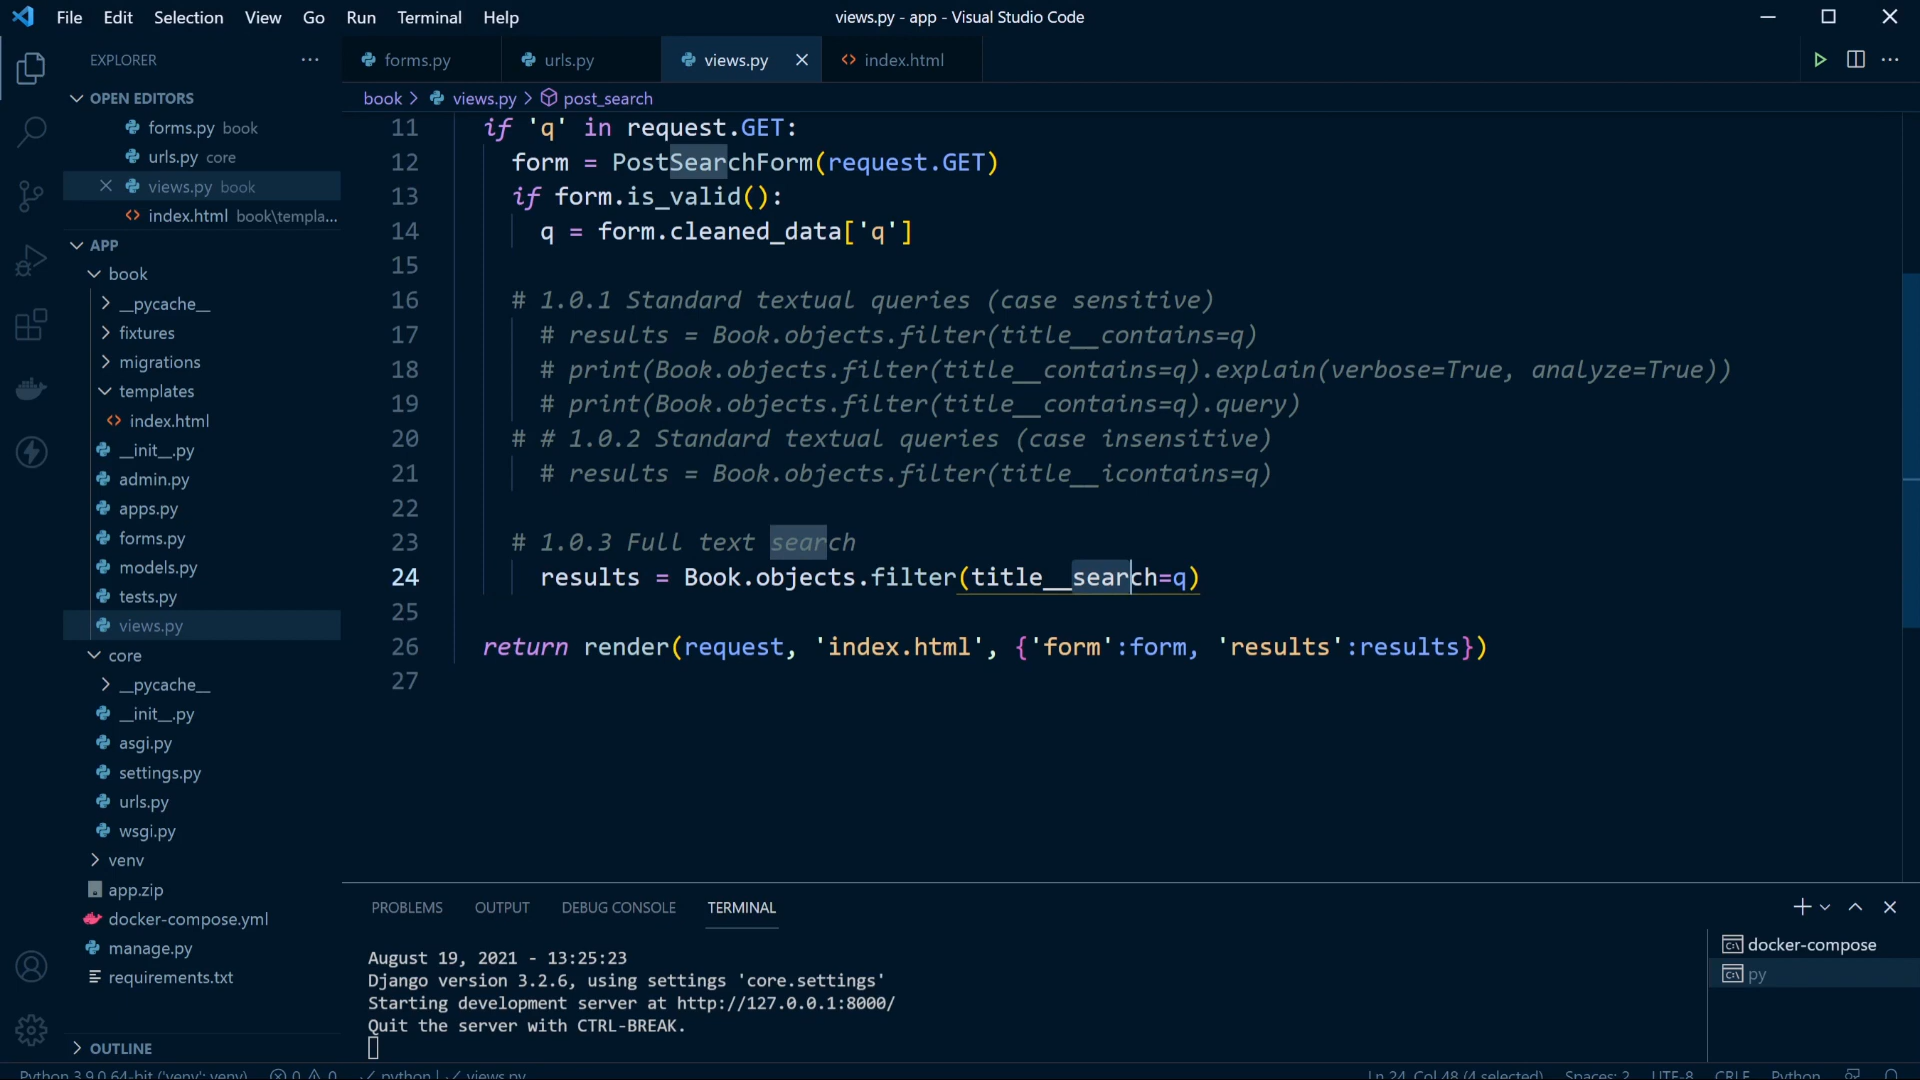 File Edit Selection View Go Run Terminal Help
views.py - app - Visual Studio Code
EXPLORER
OPEN EDITORS
forms.py book
urls.py core
views.py book
index.html book\templa...
APP
book
__pycache__
fixtures
migrations
templates
index.html
__init__.py
admin.py
apps.py
forms.py
models.py
tests.py
views.py
core
__pycache__
__init__.py
asgi.py
settings.py
urls.py
wsgi.py
venv
app.zip
docker-compose.yml
manage.py
requirements.txt
OUTLINE
forms.py urls.py views.py index.html
book > views.py > post_search
11 if 'q' in request.GET:
12 form = PostSearchForm(request.GET)
13 if form.is_valid():
14 q = form.cleaned_data['q']
15
16 # 1.0.1 Standard textual queries (case sensitive)
17 # results = Book.objects.filter(title__contains=q)
18 # print(Book.objects.filter(title__contains=q).explain(verbose=True, analyze=True))
19 # print(Book.objects.filter(title__contains=q).query)
20 # # 1.0.2 Standard textual queries (case insensitive)
21 # results = Book.objects.filter(title__icontains=q)
22
23 # 1.0.3 Full text search
24 results = Book.objects.filter(title__search=q)
25
26 return render(request, 'index.html', {'form':form, 'results':results})
27
PROBLEMS OUTPUT DEBUG CONSOLE TERMINAL
August 19, 2021 - 13:25:23
Django version 3.2.6, using settings 'core.settings'
Starting development server at http://127.0.0.1:8000/
Quit the server with CTRL-BREAK.
docker-compose
py
Python 3.9.0 64-bit ('venv': venv) 0 0 python | views.py Ln 24, Col 48 (4 selected) Spaces: 2 UTF-8 CRLF Python